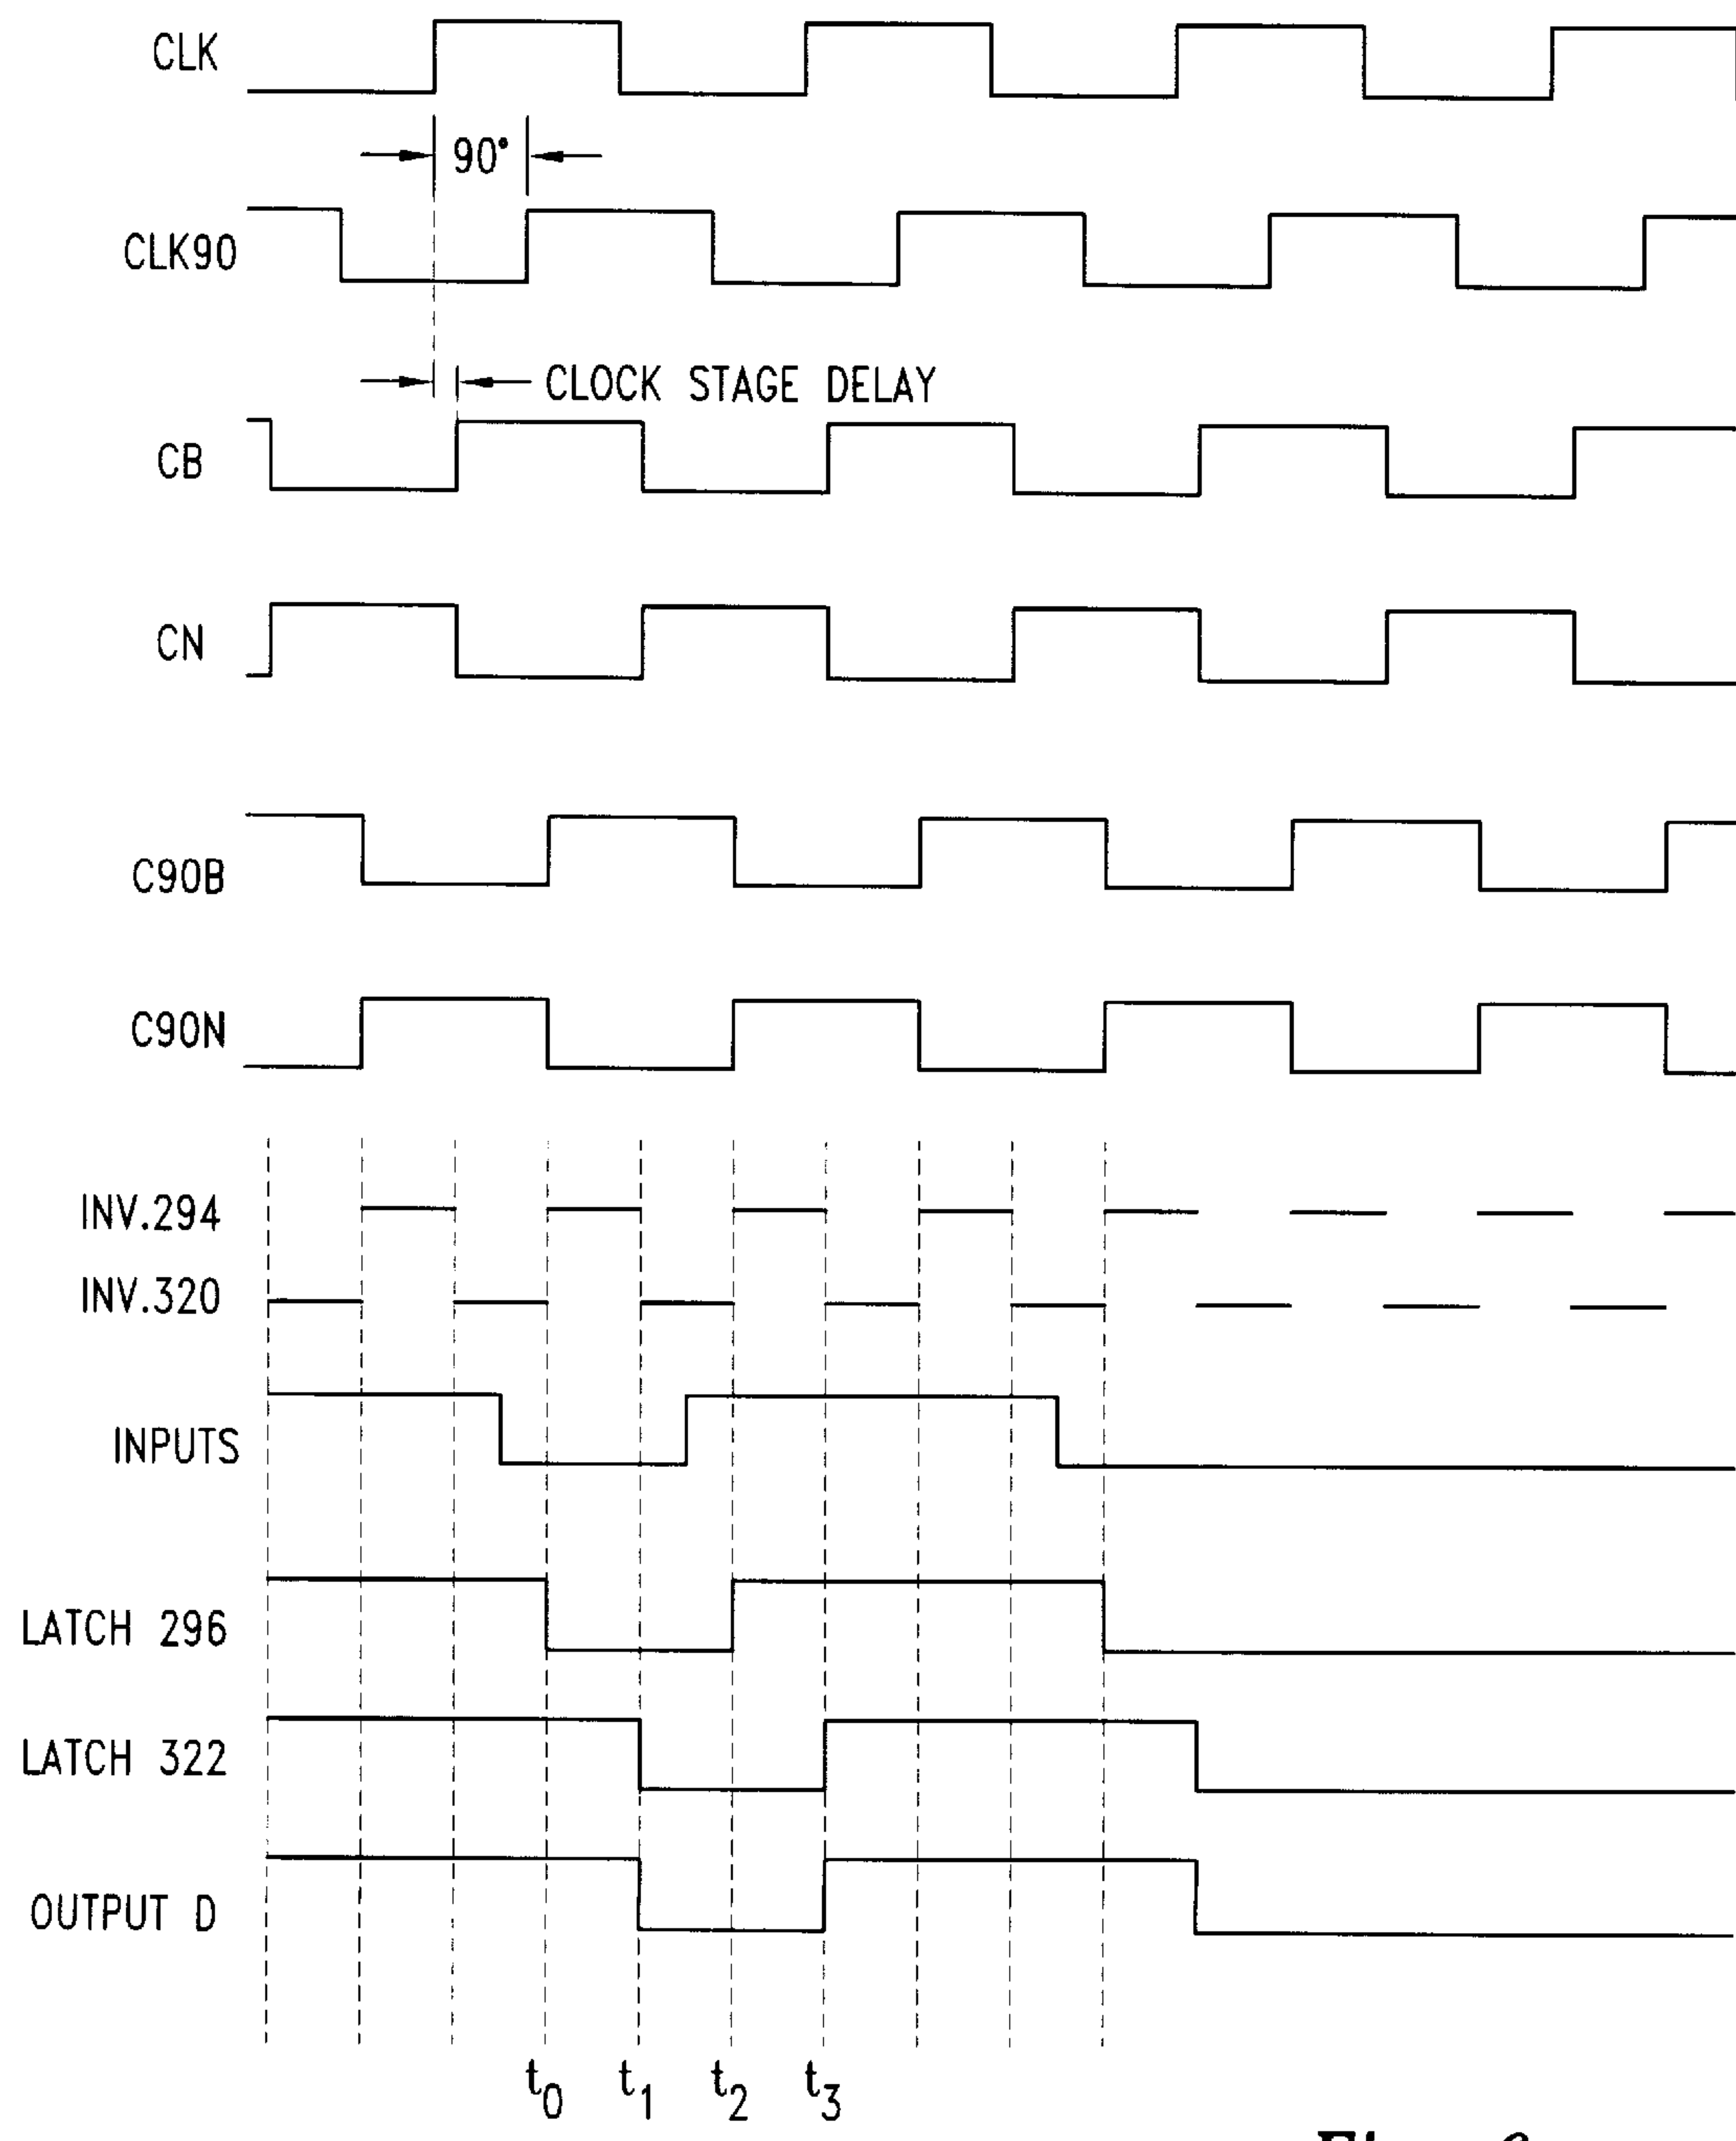 CLK
90°
CLK90
CLOCK STAGE DELAY
CB
CN
C90B
C90N
INV.294
INV.320
INPUTS
LATCH 296
LATCH 322
OUTPUT D
t0 t1 t2 t3